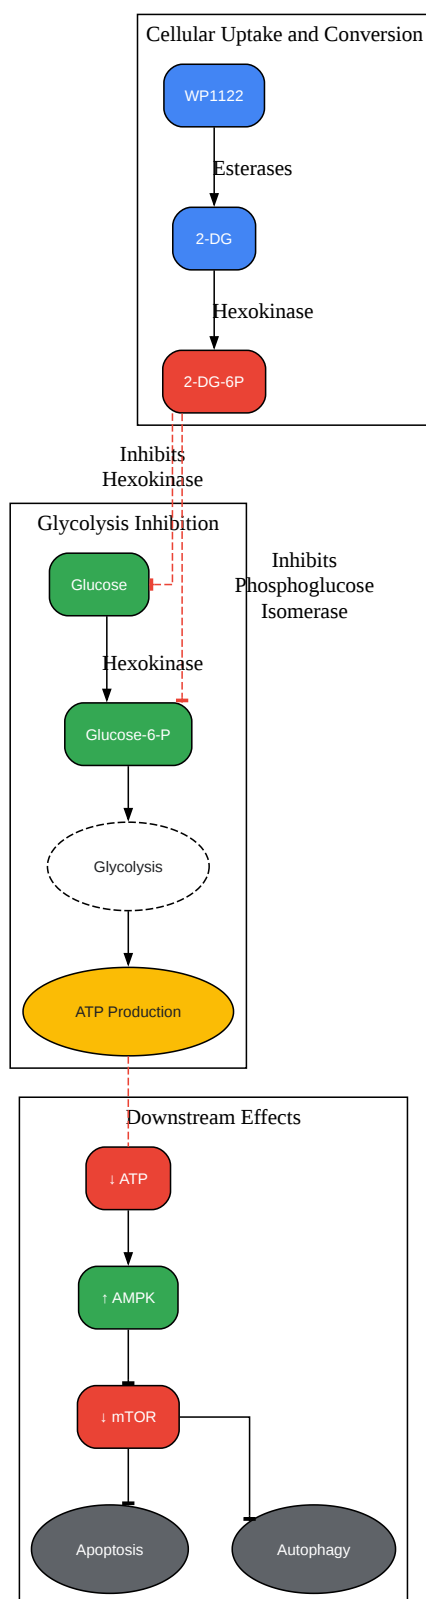 Cellular Uptake and Conversion
WP1122
Esterases
2-DG
Hexokinase
2-DG-6P
Inhibits
Hexokinase
Glycolysis Inhibition
Inhibits
Phosphoglucose
Isomerase
Glucose
Hexokinase
Glucose-6-P
Glycolysis
ATP Production
Downstream Effects
↓ ATP
↑ AMPK
↓ mTOR
Apoptosis
Autophagy